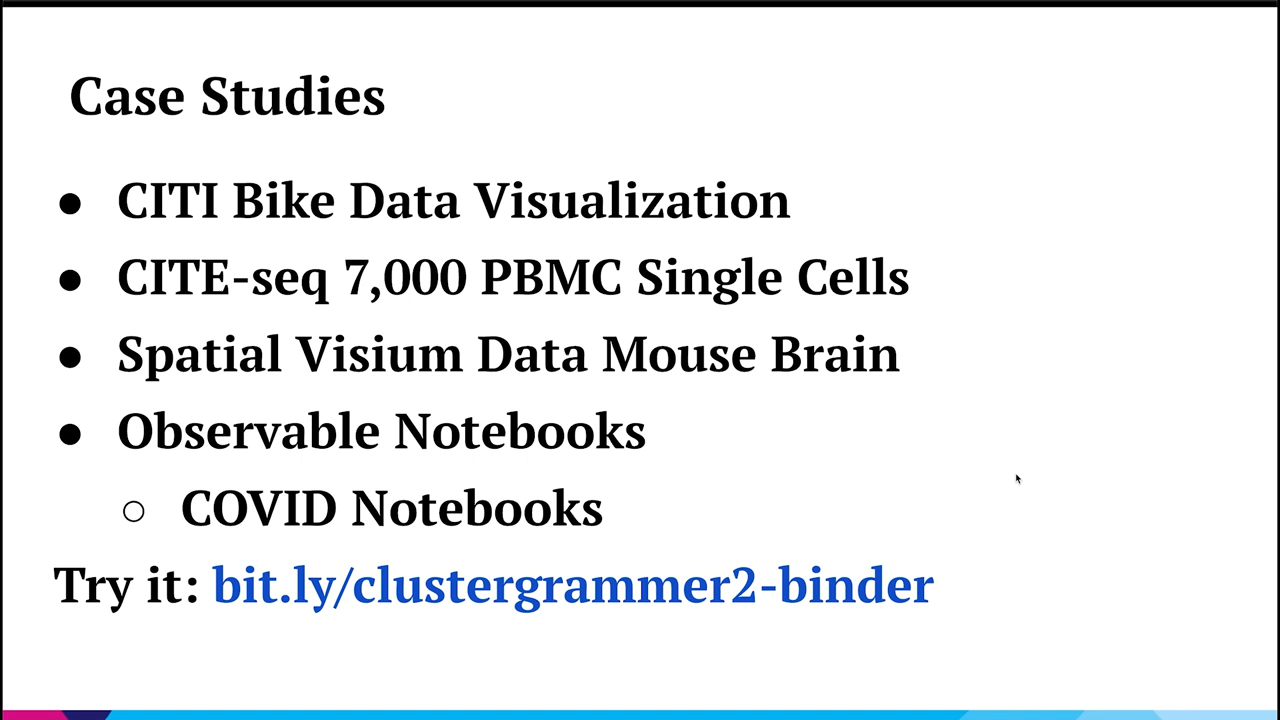 Case Studies
● CITI Bike Data Visualization
● CITE-seq 7,000 PBMC Single Cells
● Spatial Visium Data Mouse Brain
● Observable Notebooks
○ COVID Notebooks
Try it: bit.ly/clustergrammer2-binder